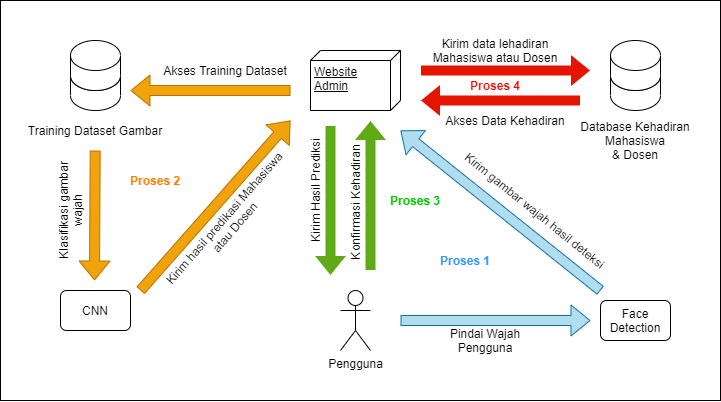 Kirim data lehadiran
Mahasiswa atau Dosen
Akses Training Dataset
Website
Admin
Proses 4
Akses Data Kehadiran
Training Dataset Gambar
Database Kehadiran
Mahasiswa
& Dosen
Klasifikasi gambar
wajah
Proses 2
Kirim hasil predikasi Mahasiswa
atau Dosen
Kirim Hasil Prediksi
Konfirmasi Kehadiran
Proses 3
Kirim gambar wajah hasil deteksi
Proses 1
CNN
Face
Detection
Pindai Wajah
Pengguna
Pengguna